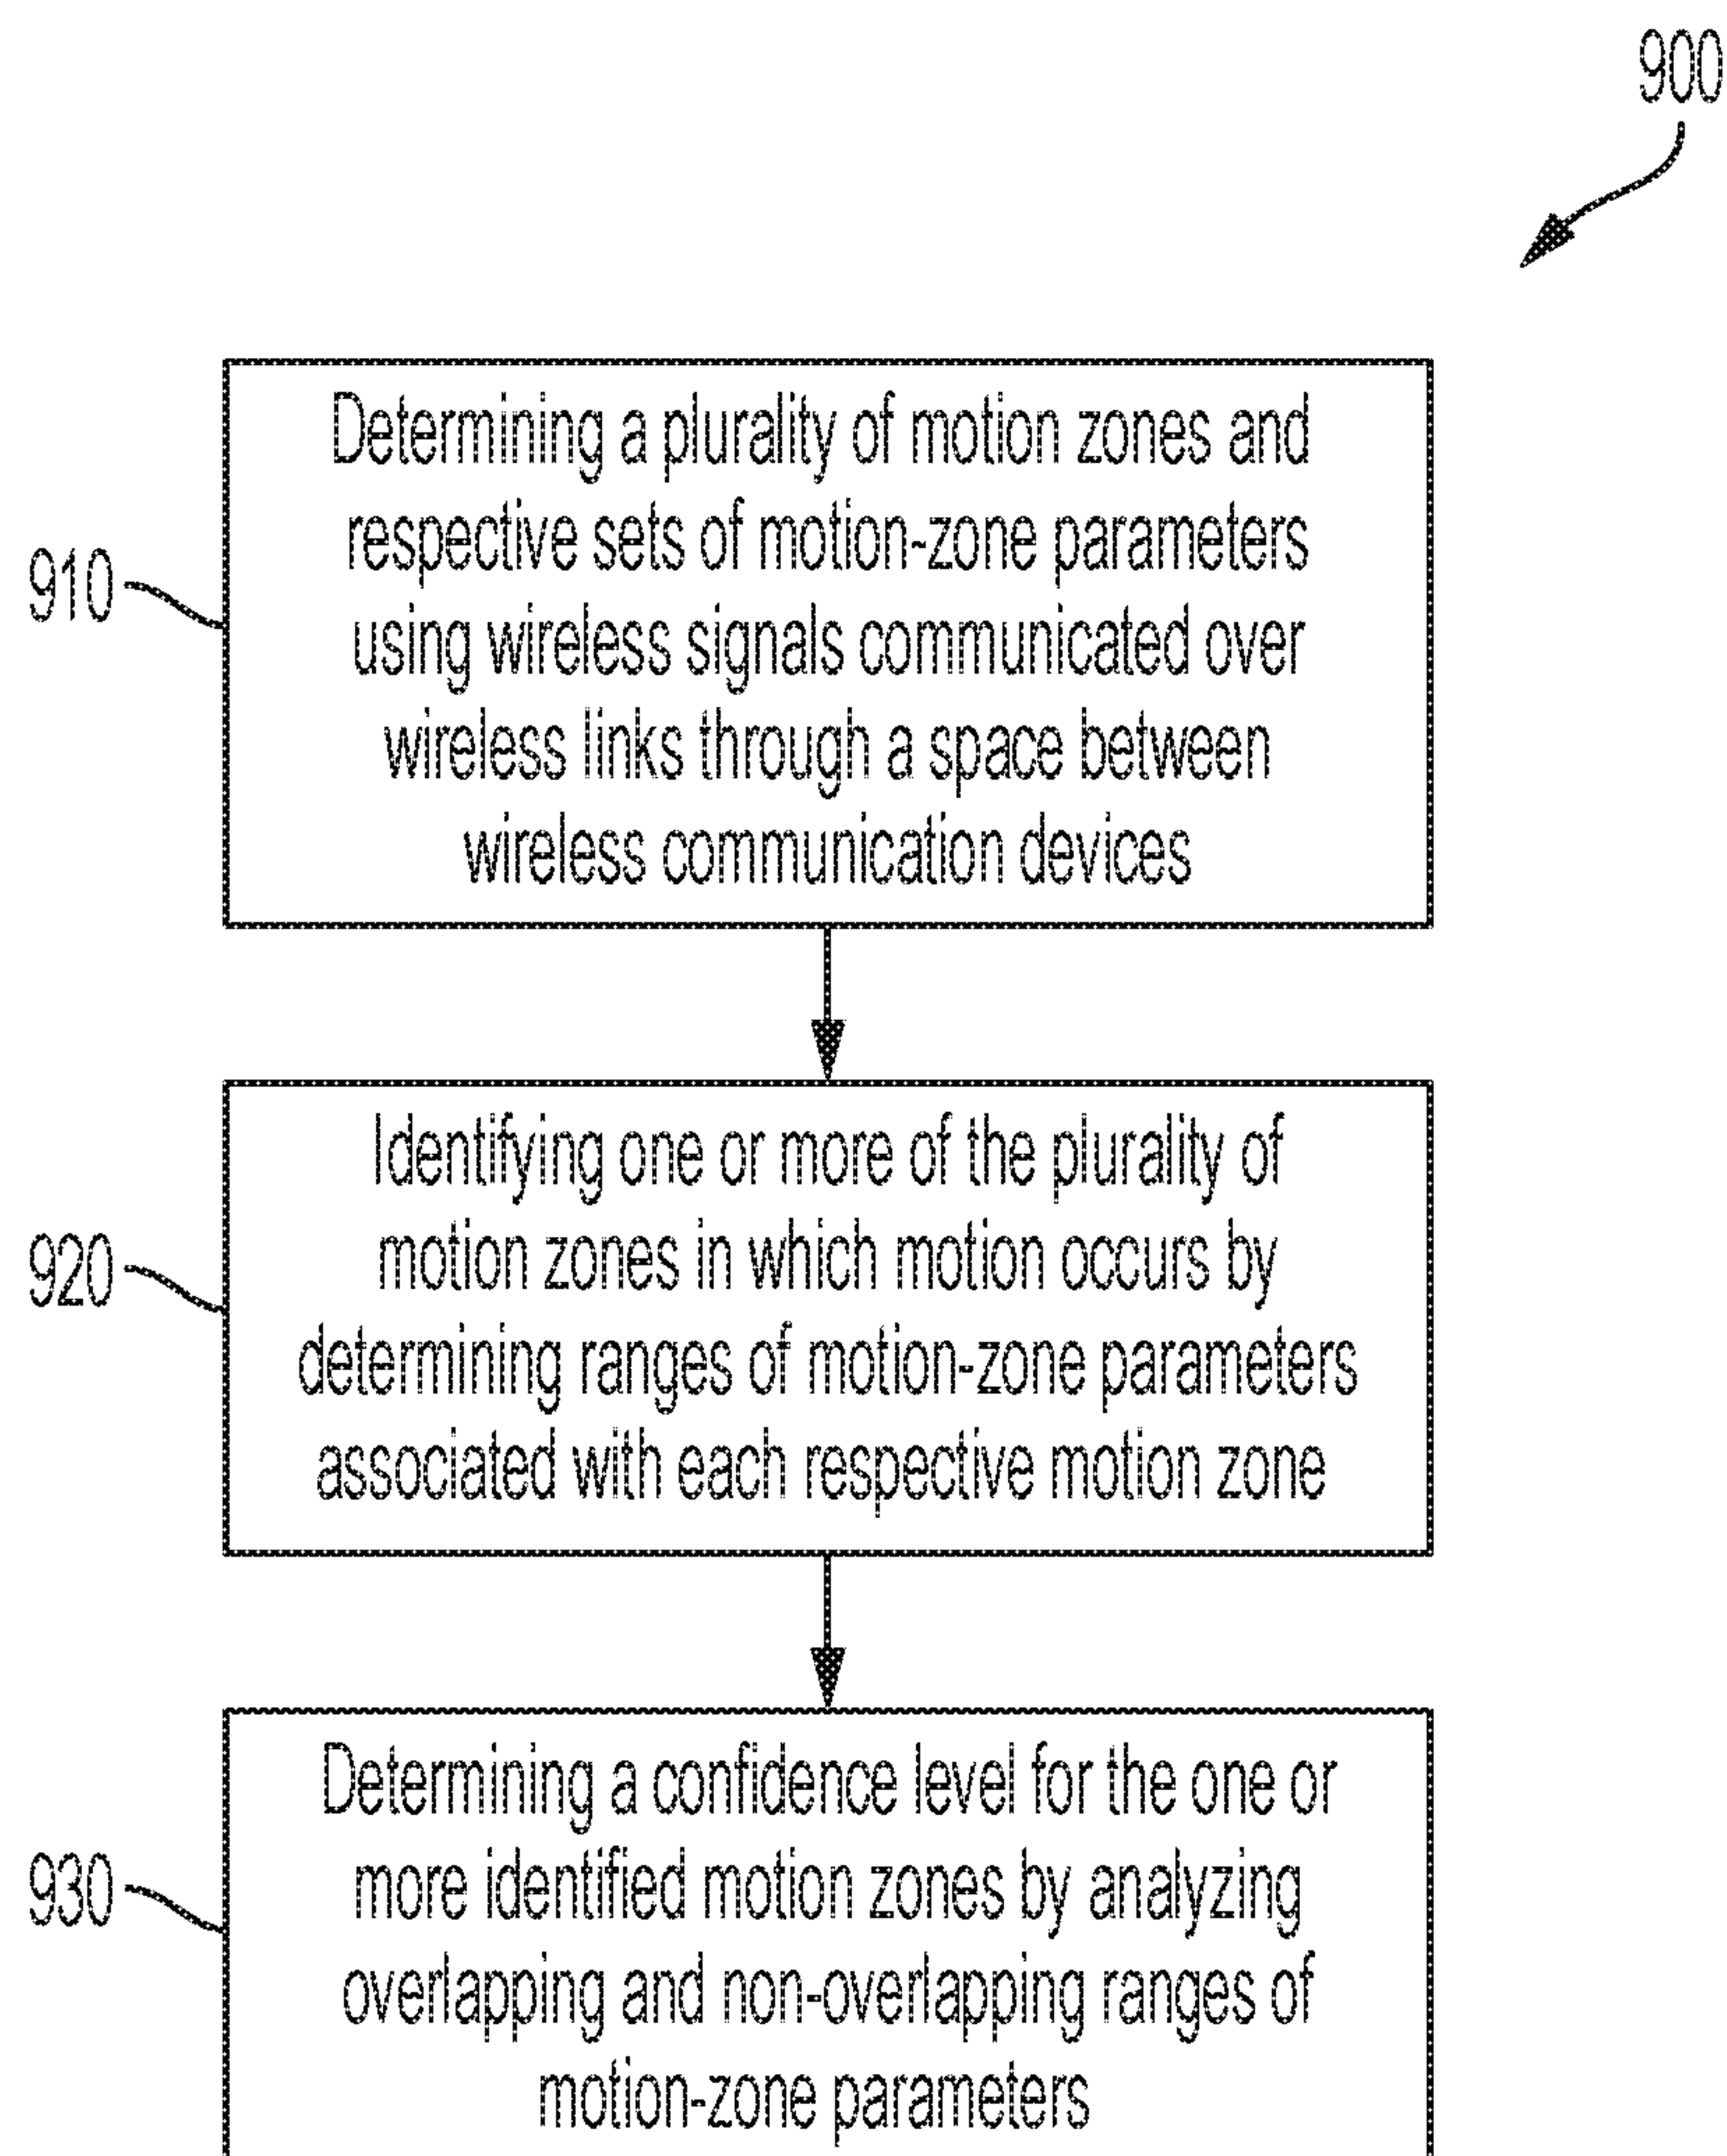 900
910
Determining a plurality of motion zones and
respective sets of motion-zone parameters
using wireless signals communicated over
wireless links through a space between
wireless communication devices
920
Identifying one or more of the plurality of
motion zones in which motion occurs by
determining ranges of motion-zone parameters
associated with each respective motion zone
930
Determining a confidence level for the one or
more identified motion zones by analyzing
overlapping and non-overlapping ranges of
motion-zone parameters